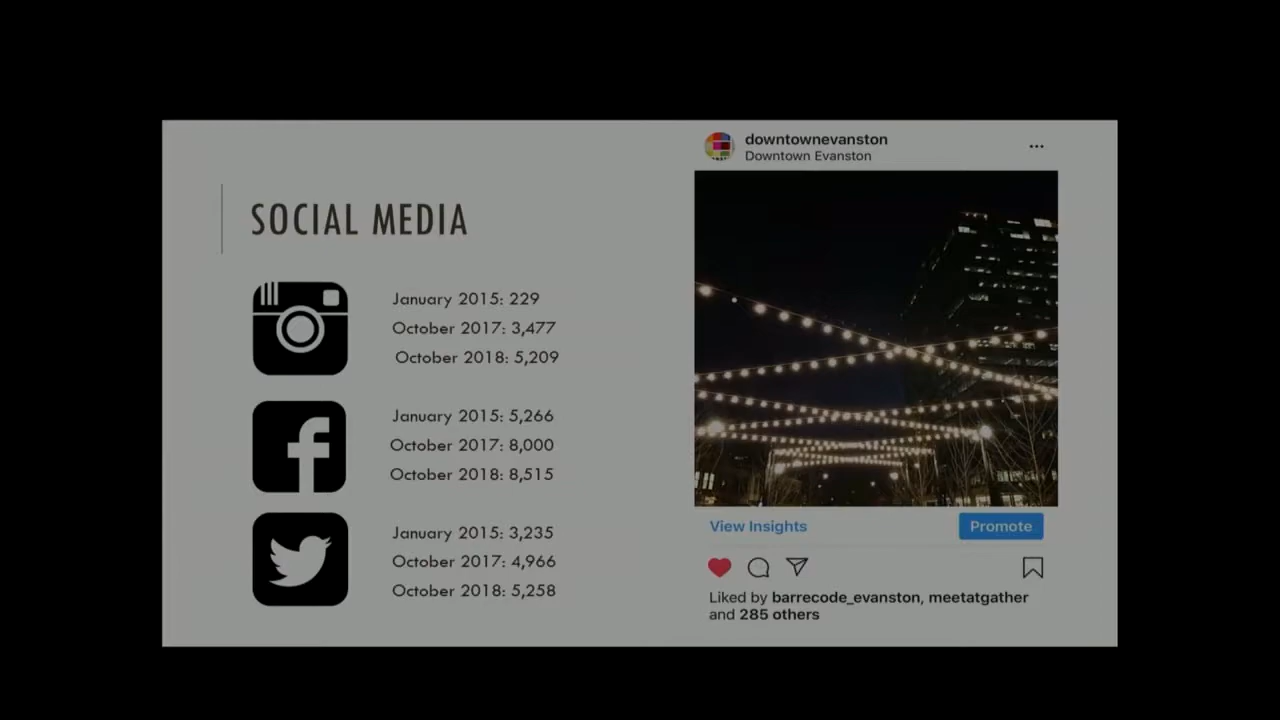 SOCIAL MEDIA
January 2015: 229
October 2017: 3,477
October 2018: 5,209
January 2015: 5,266
October 2017: 8,000
October 2018: 8,515
January 2015: 3,235
October 2017: 4,966
October 2018: 5,258
downtownevanston
Downtown Evanston
View Insights
Promote
Liked by barrecode_evanston, meetatgather
and 285 others